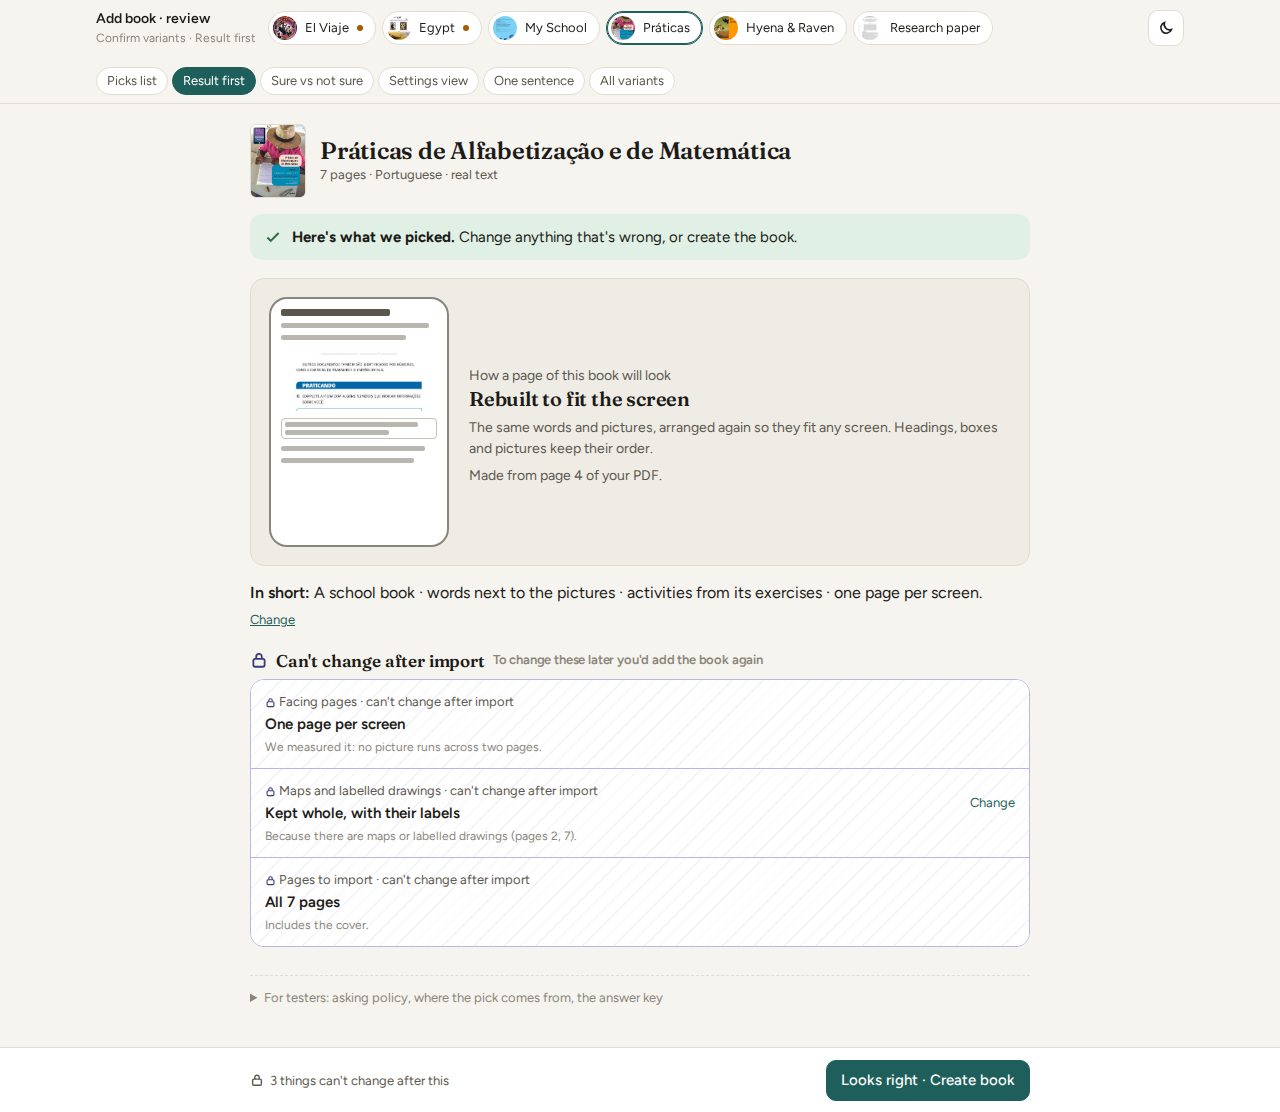 Add book · review
Confirm variants · Result first
El Viaje
Egypt
My School
Práticas
Hyena & Raven
Research paper
Picks list
Result first
Sure vs not sure
Settings view
One sentence
All variants
Práticas de Alfabetização e de Matemática
7 pages · Portuguese · real text
Here's what we picked. Change anything that's wrong, or create the book.
PRATICANDO
How a page of this book will look
Rebuilt to fit the screen
The same words and pictures, arranged again so they fit any screen. Headings, boxes
and pictures keep their order.
Made from page 4 of your PDF.
In short: A school book · words next to the pictures · activities from its exercises · one page per screen.
Change
Can't change after import To change these later you'd add the book again
Facing pages · can't change after import
One page per screen
We measured it: no picture runs across two pages.
Maps and labelled drawings · can't change after import
Kept whole, with their labels
Change
Because there are maps or labelled drawings (pages 2, 7).
Pages to import · can't change after import
All 7 pages
Includes the cover.
For testers: asking policy, where the pick comes from, the answer key
3 things can't change after this
Looks right · Create book